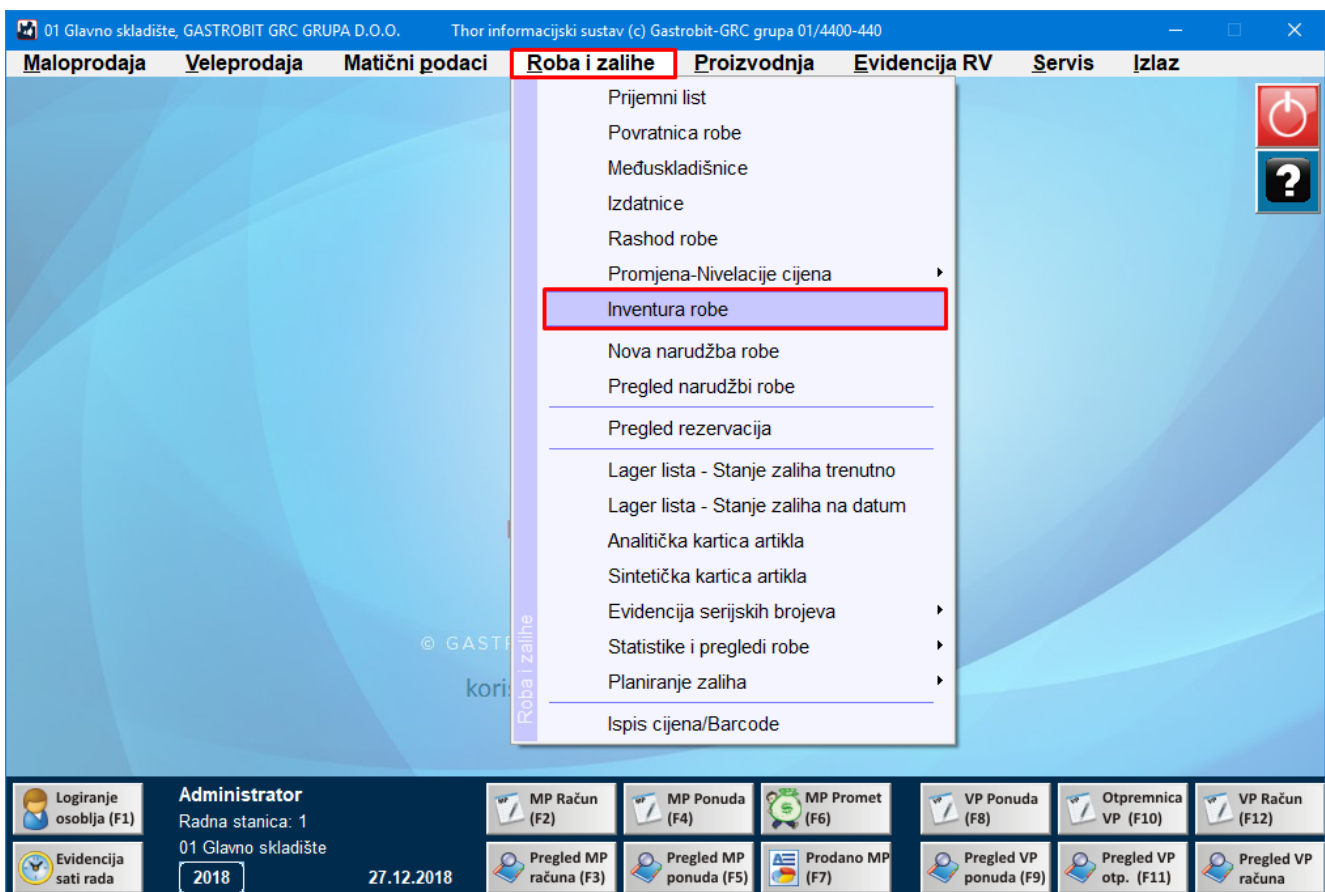 01 Glavno skladište, GASTROBIT GRC GRUPA D.O.O. Thor informacijski sustav (c) Gastrobit-GRC grupa 01/4400-440
Maloprodaja Veleprodaja Matični podaci Roba i zalihe Proizvodnja Evidencija RV Servis Izlaz
Prijemni list
Povratnica robe
Međuskladišnice
Izdatnice
Rashod robe
Promjena-Nivelacije cijena
Inventura robe
Nova narudžba robe
Pregled narudžbi robe
Pregled rezervacija
Lager lista - Stanje zaliha trenutno
Lager lista - Stanje zaliha na datum
Analitička kartica artikla
Sintetička kartica artikla
Evidencija serijskih brojeva
Statistike i pregledi robe
Planiranje zaliha
Ispis cijena/Barcode
Roba i zalihe
©
Logiranje
osoblja (F1)
Evidencija
sati rada
Administrator
Radna stanica: 1
01 Glavno skladište
2018 27.12.2018
MP Račun
(F2)
MP Ponuda
(F4)
MP Promet
(F6)
VP Ponuda
(F8)
Otpremnica
VP (F10)
VP Račun
(F12)
Pregled MP
računa (F3)
Pregled MP
ponuda (F5)
Prodano MP
(F7)
Pregled VP
ponuda (F9)
Pregled VP
otp. (F11)
Pregled VP
računa